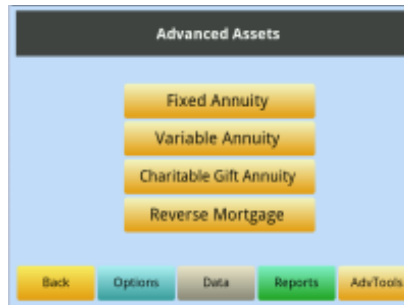 Advanced Assets
Fixed Annuity
Variable Annuity
Charitable Gift Annuity
Reverse Mortgage
Back Options Data Reports AdvTools